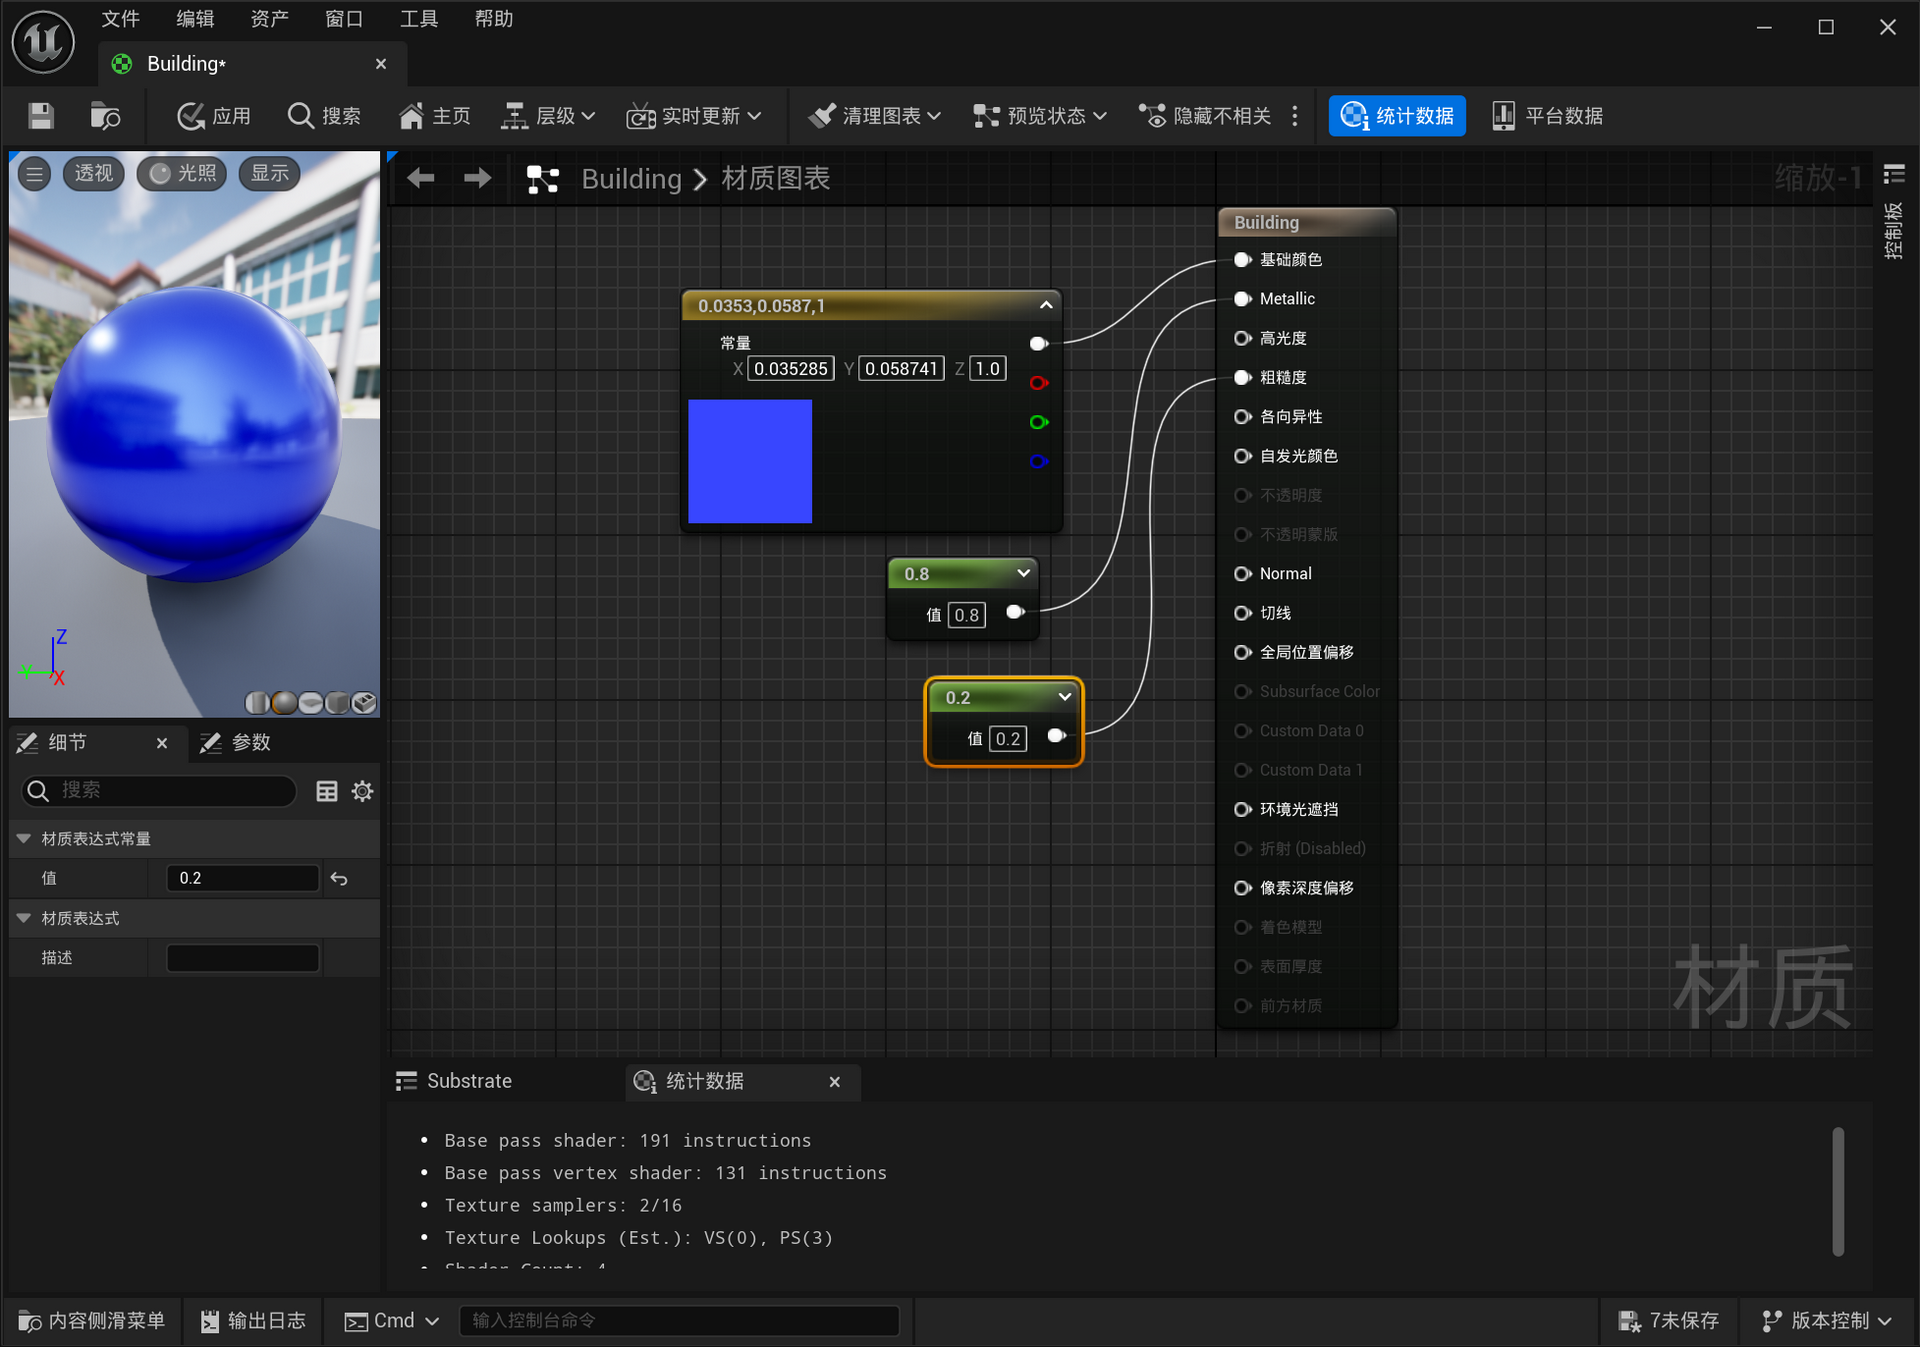 文件 编辑 资产 窗口 工具 帮助
Building*
应用 搜索 主页 层级 实时更新 清理图表 预览状态 隐藏不相关 统计数据 平台数据
透视 光照 显示
Building > 材质图表
缩放-1
控制板
Z
Y
X
0.0353,0.0587,1
常量
X 0.035285 Y 0.058741 Z 1.0
0.8
值 0.8
0.2
值 0.2
Building
基础颜色
Metallic
高光度
粗糙度
各向异性
自发光颜色
不透明度
不透明蒙版
Normal
切线
全局位置偏移
Subsurface Color
Custom Data 0
Custom Data 1
环境光遮挡
折射 (Disabled)
像素深度偏移
着色模型
表面厚度
前方材质
材质
细节 参数
搜索
材质表达式常量
值 0.2
材质表达式
描述
Substrate 统计数据
• Base pass shader: 191 instructions
• Base pass vertex shader: 131 instructions
• Texture samplers: 2/16
• Texture Lookups (Est.): VS(0), PS(3)
• Shader Count: 4
内容侧滑菜单 输出日志 Cmd 输入控制台命令 7未保存 版本控制